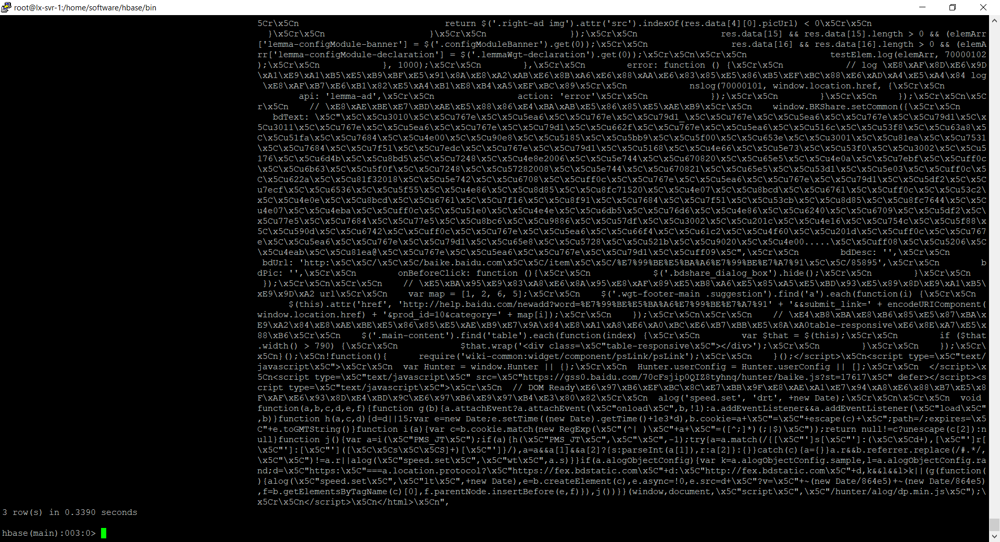 root@lx-svr-1:/home/software/hbase/bin
5Cr\x5Cn                            return $('.right-ad img').attr('src').indexOf(res.data[4][0].picUrl) < 0\x5Cr\x5Cn
  }\x5Cr\x5Cn                    }\x5Cr\x5Cn                });\x5Cr\x5Cn                res.data[15] && res.data[15].length > 0 && (elemArr
['lemma-configModule-banner'] = $('.configModuleBanner').get(0));\x5Cr\x5Cn                res.data[16] && res.data[16].length > 0 && (elemA
rr['lemma-configModule-declaration'] = $('.lemmaWgt-declaration').get(0));\x5Cr\x5Cn\x5Cr\x5Cn                testElem.log(elemArr, 70000102
);\x5Cr\x5Cn            }, 1000);\x5Cr\x5Cn        },\x5Cr\x5Cn        error: function () {\x5Cr\x5Cn            // log \xE8\xAF\x8D\xE6\x9D
\xA1\xE9\xA1\xB5\xE5\xB9\xBF\xE5\x91\x8A\xE8\xA2\xAB\xE6\x8B\xA6\xE6\x88\xAA\xE6\x83\x85\xE5\x86\xB5\xEF\xBC\x88\xE6\xAD\xA4\xE5\xA4\x84 log
 \xE8\xAF\xB7\xE6\xB1\x82\xE5\xA4\xB1\xE8\xB4\xA5\xEF\xBC\x89\x5Cr\x5Cn            nslog(70000101, window.location.href, {\x5Cr\x5Cn
        api: 'lemma-ad',\x5Cr\x5Cn                action: 'error'\x5Cr\x5Cn            });\x5Cr\x5Cn        }\x5Cr\x5Cn    });\x5Cr\x5Cn\x5C
r\x5Cn    // \xE8\xAE\xBE\xE7\xBD\xAE\xE5\x88\x86\xE4\xBA\xAB\xE5\x86\x85\xE5\xAE\xB9\x5Cr\x5Cn    window.BKShare.setCommon({\x5Cr\x5Cn
   bdText: \x5C"\x5C\x5Cu3010\x5C\x5Cu767e\x5C\x5Cu5ea6\x5C\x5Cu767e\x5C\x5Cu79d1_\x5C\x5Cu767e\x5C\x5Cu5ea6\x5C\x5Cu767e\x5C\x5Cu79d1\x5C\x
5Cu3011\x5C\x5Cu767e\x5C\x5Cu5ea6\x5C\x5Cu767e\x5C\x5Cu79d1\x5C\x5Cu662f\x5C\x5Cu767e\x5C\x5Cu5ea6\x5C\x5Cu516c\x5C\x5Cu53f8\x5C\x5Cu63a8\x5
C\x5Cu51fa\x5C\x5Cu7684\x5C\x5Cu4e00\x5C\x5Cu90e8\x5C\x5Cu5185\x5C\x5Cu5bb9\x5C\x5Cu5f00\x5C\x5Cu653e\x5C\x5Cu3001\x5C\x5Cu81ea\x5C\x5Cu7531
\x5C\x5Cu7684\x5C\x5Cu7f51\x5C\x5Cu7edc\x5C\x5Cu767e\x5C\x5Cu79d1\x5C\x5Cu5168\x5C\x5Cu4e66\x5C\x5Cu5e73\x5C\x5Cu53f0\x5C\x5Cu3002\x5C\x5Cu5
176\x5C\x5Cu6d4b\x5C\x5Cu8bd5\x5C\x5Cu7248\x5C\x5Cu4e8e2006\x5C\x5Cu5e744\x5C\x5Cu670820\x5C\x5Cu65e5\x5C\x5Cu4e0a\x5C\x5Cu7ebf\x5C\x5Cuff0c
\x5C\x5Cu6b63\x5C\x5Cu5f0f\x5C\x5Cu7248\x5C\x5Cu57282008\x5C\x5Cu5e744\x5C\x5Cu670821\x5C\x5Cu65e5\x5C\x5Cu53d1\x5C\x5Cu5e03\x5C\x5Cuff0c\x5
C\x5Cu622a\x5C\x5Cu81f32018\x5C\x5Cu5e742\x5C\x5Cu6708\x5C\x5Cuff0c\x5C\x5Cu767e\x5C\x5Cu5ea6\x5C\x5Cu767e\x5C\x5Cu79d1\x5C\x5Cu5df2\x5C\x5C
u7ecf\x5C\x5Cu6536\x5C\x5Cu5f55\x5C\x5Cu4e86\x5C\x5Cu8d85\x5C\x5Cu8fc71520\x5C\x5Cu4e07\x5C\x5Cu8bcd\x5C\x5Cu6761\x5C\x5Cuff0c\x5C\x5Cu53c2\
x5C\x5Cu4e0e\x5C\x5Cu8bcd\x5C\x5Cu6761\x5C\x5Cu7f16\x5C\x5Cu8f91\x5C\x5Cu7684\x5C\x5Cu7f51\x5C\x5Cu53cb\x5C\x5Cu8d85\x5C\x5Cu8fc7644\x5C\x5C
u4e07\x5C\x5Cu4eba\x5C\x5Cuff0c\x5C\x5Cu51e0\x5C\x5Cu4e4e\x5C\x5Cu6db5\x5C\x5Cu76d6\x5C\x5Cu4e86\x5C\x5Cu6240\x5C\x5Cu6709\x5C\x5Cu5df2\x5C\
x5Cu77e5\x5C\x5Cu7684\x5C\x5Cu77e5\x5C\x5Cu8bc6\x5C\x5Cu9886\x5C\x5Cu57df\x5C\x5Cu3002\x5C\x5Cu201c\x5C\x5Cu4e16\x5C\x5Cu754c\x5C\x5Cu5f88\x
5C\x5Cu590d\x5C\x5Cu6742\x5C\x5Cuff0c\x5C\x5Cu767e\x5C\x5Cu5ea6\x5C\x5Cu66f4\x5C\x5Cu61c2\x5C\x5Cu4f60\x5C\x5Cu201d\x5C\x5Cuff0c\x5C\x5Cu767
e\x5C\x5Cu5ea6\x5C\x5Cu767e\x5C\x5Cu79d1\x5C\x5Cu65e8\x5C\x5Cu5728\x5C\x5Cu521b\x5C\x5Cu9020\x5C\x5Cu4e00.....\x5C\x5Cuff08\x5C\x5Cu5206\x5C
\x5Cu4eab\x5C\x5Cu81ea@\x5C\x5Cu767e\x5C\x5Cu5ea6\x5C\x5Cu767e\x5C\x5Cu79d1\x5C\x5Cuff09\x5C",\x5Cr\x5Cn        bdDesc: '',\x5Cr\x5Cn
 bdUrl: 'http:\x5C\x5C/\x5C\x5C/baike.baidu.com\x5C\x5C/item\x5C\x5C/%E7%99%BE%E5%BA%A6%E7%99%BE%E7%A7%91\x5C\x5C/85895',\x5Cr\x5Cn        b
dPic: '',\x5Cr\x5Cn        onBeforeClick: function (){\x5Cr\x5Cn            $('.bdshare_dialog_box').hide();\x5Cr\x5Cn        }\x5Cr\x5Cn
 });\x5Cr\x5Cn\x5Cr\x5Cn    // \xE5\xBA\x95\xE9\x83\xA8\xE6\x8A\x95\xE8\xAF\x89\xE5\xB8\xA6\xE5\x85\xA5\xE5\xBD\x93\xE5\x89\x8D\xE9\xA1\xB5\
xE9\x9D\xA2 url\x5Cr\x5Cn    var map = [1, 2, 6, 5];\x5Cr\x5Cn    $('.wgt-footer-main .suggestion').find('a').each(function(i) {\x5Cr\x5Cn
      $(this).attr('href', 'http://help.baidu.com/newadd?word=%E7%99%BE%E5%BA%A6%E7%99%BE%E7%A7%91' + '&&submit_link=' + encodeURIComponent(
window.location.href) + '&prod_id=10&category=' + map[i]);\x5Cr\x5Cn    });\x5Cr\x5Cn\x5Cr\x5Cn    // \xE4\xB8\xBA\xE8\xB6\x85\xE5\x87\xBA\x
E9\xA2\x84\xE8\xAE\xBE\xE5\x86\x85\xE5\xAE\xB9\xE7\x9A\x84\xE8\xA1\xA8\xE6\xA0\xBC\xE6\xB7\xBB\xE5\x8A\xA0table-responsive\xE6\x8E\xA7\xE5\x
88\xB6\x5Cr\x5Cn    $('.main-content').find('table').each(function(index) {\x5Cr\x5Cn        var $that = $(this);\x5Cr\x5Cn        if ($that
.width() > 790) {\x5Cr\x5Cn            $that.wrap('<div class=\x5C"table-responsive\x5C"></div>');\x5Cr\x5Cn        }\x5Cr\x5Cn    });\x5Cr\
x5Cn}();\x5Cn!function(){      require('wiki-common:widget/component/psLink/psLink');\x5Cr\x5Cn    }();</script>\x5Cn<script type=\x5C"text/
javascript\x5C">\x5Cr\x5Cn  var Hunter = window.Hunter || {};\x5Cr\x5Cn  Hunter.userConfig = Hunter.userConfig || [];\x5Cr\x5Cn  </script>\x
5Cn<script type=\x5C"text/javascript\x5C" src=\x5C"https://gss0.baidu.com/70cFsjip0QIZ8tyhnq/hunter/baike.js?st=17617\x5C" defer></script><s
cript type=\x5C"text/javascript\x5C">\x5Cr\x5Cn  // DOM Ready\xE6\x97\xB6\xEF\xBC\x8C\xE7\xBB\x9F\xE8\xAE\xA1\xE7\x94\xA8\xE6\x88\xB7\xE5\x8
F\xAF\xE6\x93\x8D\xE4\xBD\x9C\xE6\x97\xB6\xE9\x97\xB4\xE3\x80\x82\x5Cr\x5Cn  alog('speed.set', 'drt', +new Date);\x5Cr\x5Cn\x5Cr\x5Cn  void
function(a,b,c,d,e,f){function g(b){a.attachEvent?a.attachEvent(\x5C"onload\x5C",b,!1):a.addEventListener&&a.addEventListener(\x5C"load\x5C"
,b)}function h(a,c,d){d=d||15;var e=new Date;e.setTime((new Date).getTime()+1e3*d),b.cookie=a+\x5C"=\x5C"+escape(c)+\x5C";path=/;expires=\x5
C"+e.toGMTString()}function i(a){var c=b.cookie.match(new RegExp(\x5C"(^| )\x5C"+a+\x5C"=([^;]*)(;|$)\x5C"));return null!=c?unescape(c[2]):n
ull}function j(){var a=i(\x5C"PMS_JT\x5C");if(a){h(\x5C"PMS_JT\x5C",\x5C"\x5C",-1);try{a=a.match(/{[\x5C"']s[\x5C"']:(\x5C\x5Cd+),[\x5C"']r[
\x5C"']:[\x5C"']([\x5C\x5Cs\x5C\x5CS]+)[\x5C"']}/),a=a&&a[1]&&a[2]?{s:parseInt(a[1]),r:a[2]}:{}}catch(c){a={}}a.r&&b.referrer.replace(/#.*/,
\x5C"\x5C")!=a.r||alog(\x5C"speed.set\x5C",\x5C"wt\x5C",a.s)}}if(a.alogObjectConfig){var k=a.alogObjectConfig.sample,l=a.alogObjectConfig.ra
nd;d=\x5C"https:\x5C"===a.location.protocol?\x5C"https://fex.bdstatic.com\x5C"+d:\x5C"http://fex.bdstatic.com\x5C"+d,k&&l&&l>k||(g(function(
){alog(\x5C"speed.set\x5C",\x5C"lt\x5C",+new Date),e=b.createElement(c),e.async=!0,e.src=d+\x5C"?v=\x5C"+~(new Date/864e5)+~(new Date/864e5)
,f=b.getElementsByTagName(c)[0],f.parentNode.insertBefore(e,f)}),j())}}(window,document,\x5C"script\x5C",\x5C"/hunter/alog/dp.min.js\x5C");\
x5Cr\x5Cn</script>\x5Cn</html>\x5Cn",
3 row(s) in 0.3390 seconds
hbase(main):003:0>